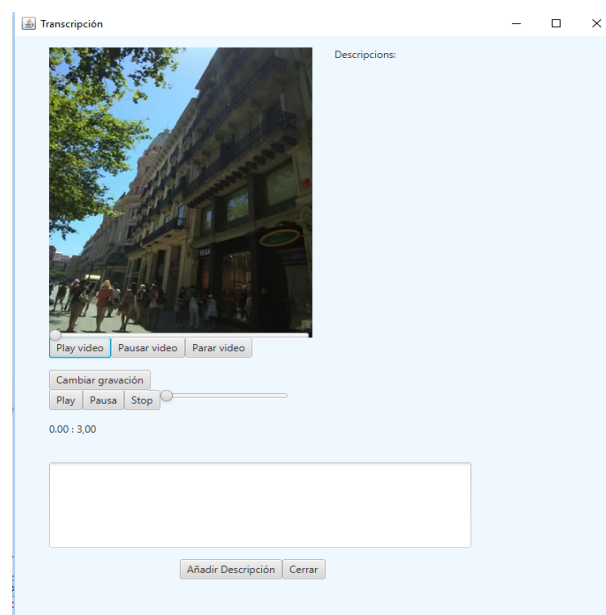 Transcripción
Descripcions:
Play video Pausar video Parar video
Cambiar gravación
Play Pausa Stop
0.00 : 3,00
Añadir Descripción Cerrar